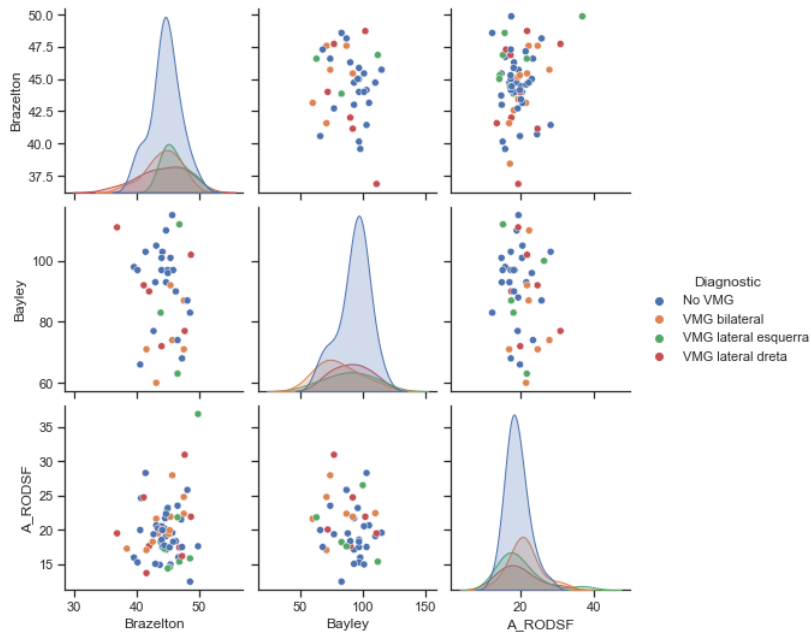 50.0
47.5
45.0
42.5
40.0
37.5
Brazelton
100
80
60
Bayley
Diagnostic
No VMG
VMG bilateral
VMG lateral esquerra
VMG lateral dreta
35
30
25
20
15
A_RODSF
30 40 50
Brazelton
50 100 150
Bayley
20 40
A_RODSF